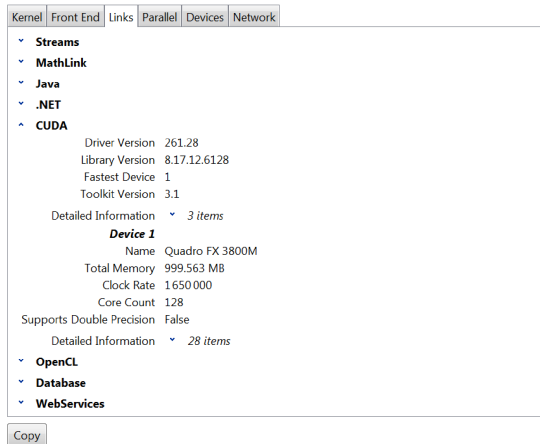 Kernel Front End Links Parallel Devices Network
Streams
MathLink
Java
.NET
CUDA
Driver Version 261.28
Library Version 8.17.12.6128
Fastest Device 1
Toolkit Version 3.1
Detailed Information 3 items
Device 1
Name Quadro FX 3800M
Total Memory 999.563 MB
Clock Rate 1 650 000
Core Count 128
Supports Double Precision False
Detailed Information 28 items
OpenCL
Database
WebServices
Copy